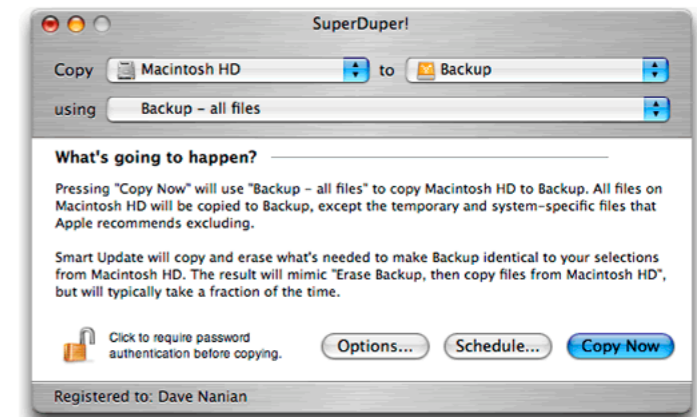 SuperDuper!
Copy Macintosh HD to Backup
using Backup – all files
What's going to happen?
Pressing "Copy Now" will use "Backup – all files" to copy Macintosh HD to Backup. All files on
Macintosh HD will be copied to Backup, except the temporary and system-specific files that
Apple recommends excluding.
Smart Update will copy and erase what's needed to make Backup identical to your selections
from Macintosh HD. The result will mimic "Erase Backup, then copy files from Macintosh HD",
but will typically take a fraction of the time.
Click to require password
authentication before copying.
Options... Schedule... Copy Now
Registered to: Dave Nanian